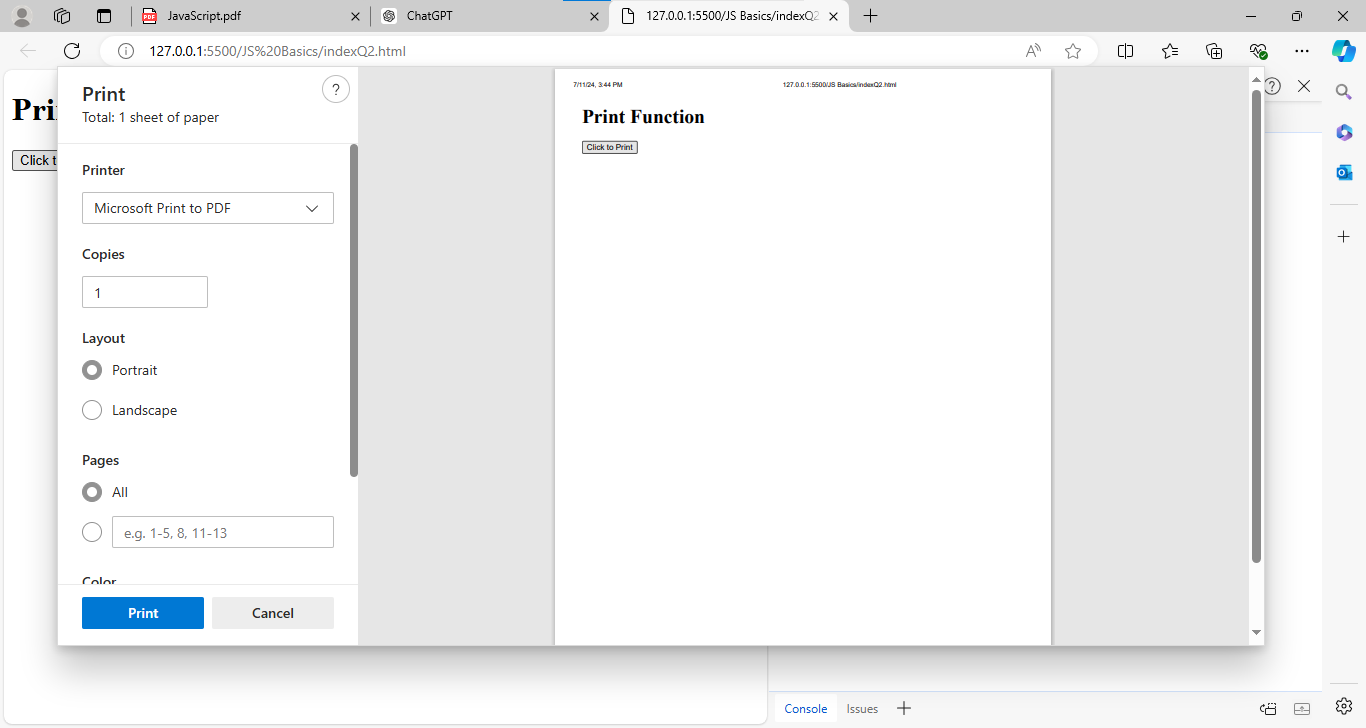 JavaScript.pdf
ChatGPT
127.0.0.1:5500/JS Basics/indexQ2
127.0.0.1:5500/JS%20Basics/indexQ2.html
Pri
Click t
Print
?
Total: 1 sheet of paper
Printer
Microsoft Print to PDF
Copies
1
Layout
Portrait
Landscape
Pages
All
e.g. 1-5, 8, 11-13
Color
Print
Cancel
7/11/24, 3:44 PM
127.0.0.1:5500/JS Basics/indexQ2.html
Print Function
Click to Print
Console
Issues